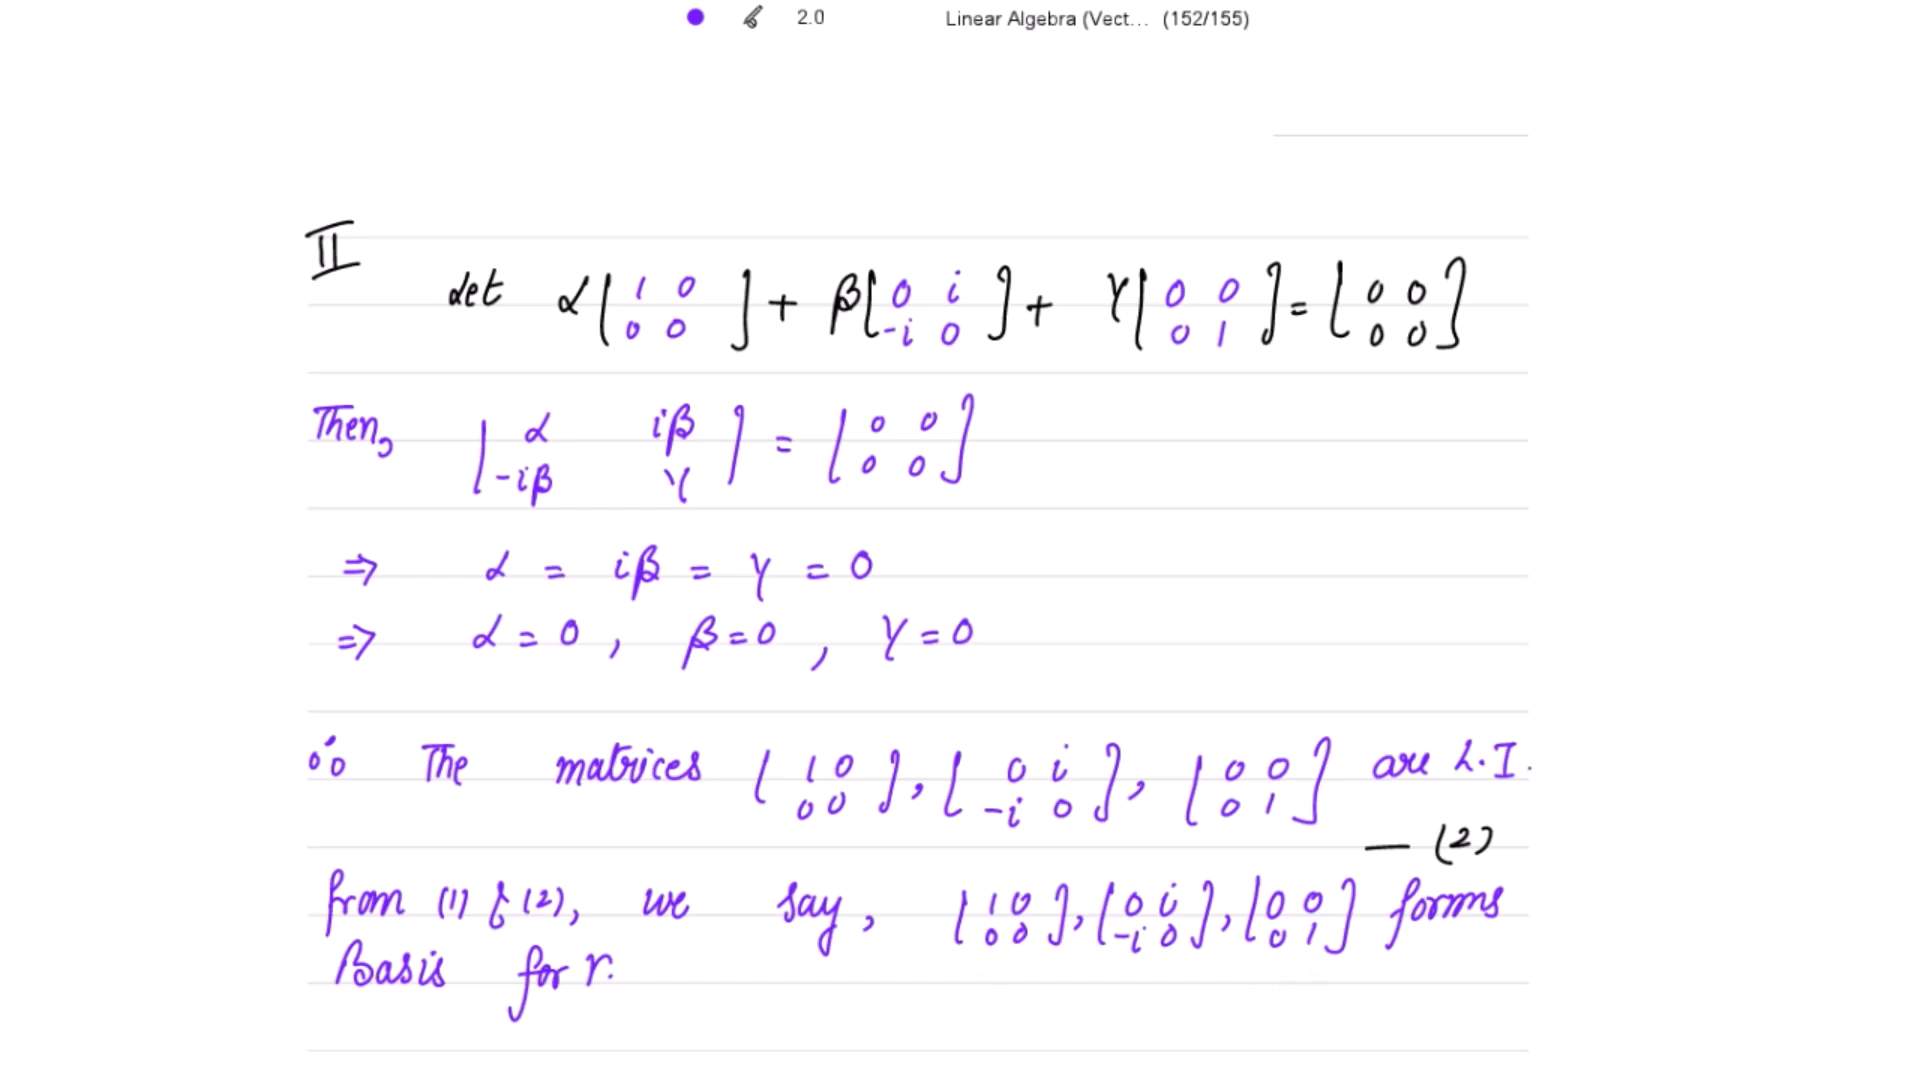 2.0 Linear Algebra (Vect... (152/155)
II
Let α[1 0 0 0] + β[0 i -i 0] + γ[0 0 0 1] = [0 0 0 0]
Then, [α iβ -iβ γ] = [0 0 0 0]
⇒ α = iβ = γ = 0
⇒ α = 0, β = 0, γ = 0
∴ The matrices [1 0 0 0], [0 i -i 0], [0 0 0 1] are L.I.
— (2)
from (1) & (2), we say, [1 0 0 0], [0 i -i 0], [0 0 0 1] forms
Basis for V.